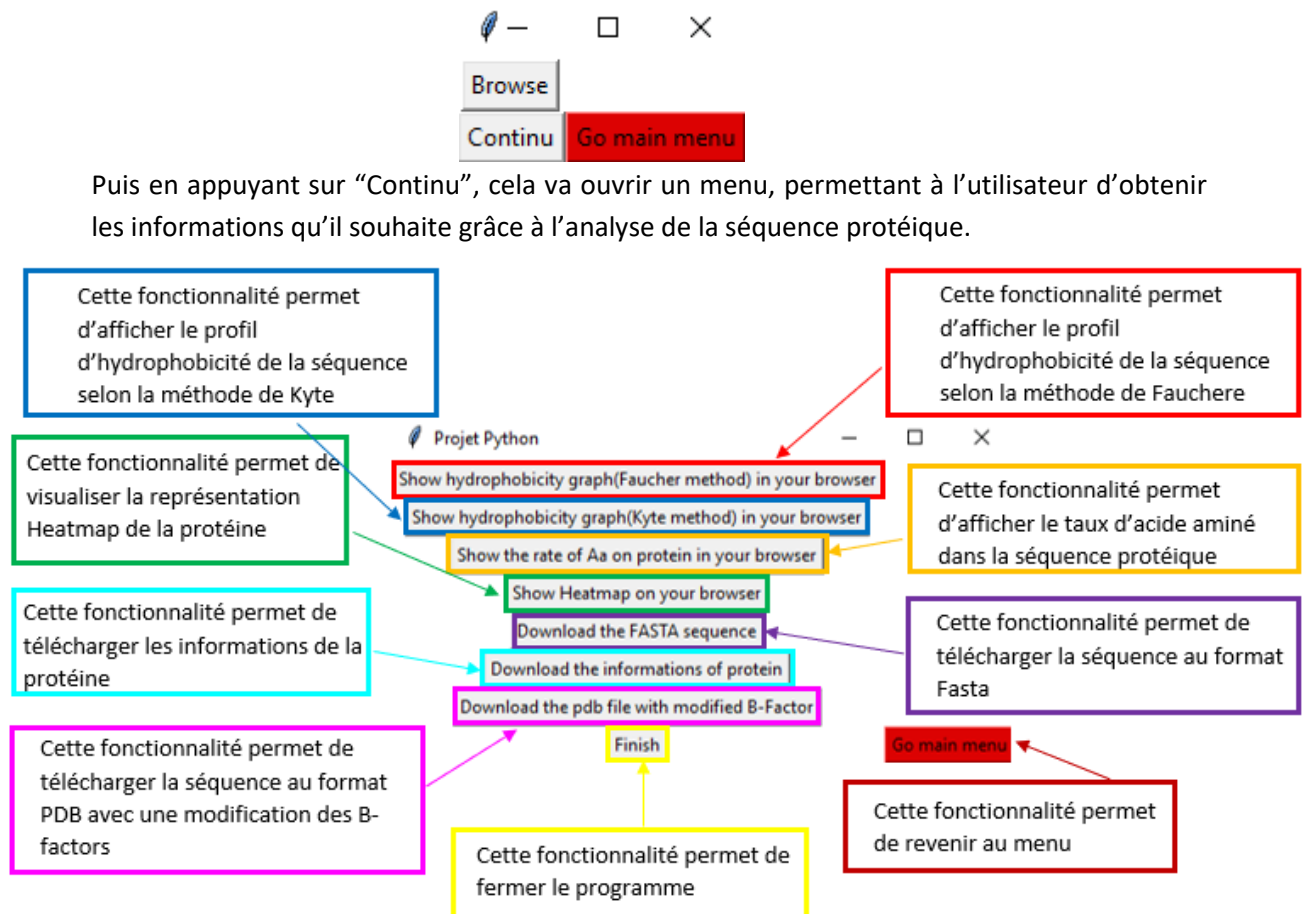 Browse
Continu Go main menu
Puis en appuyant sur “Continu”, cela va ouvrir un menu, permettant à l’utilisateur d’obtenir
les informations qu’il souhaite grâce à l’analyse de la séquence protéique.
Cette fonctionnalité permet
d’afficher le profil
d’hydrophobicité de la séquence
selon la méthode de Kyte
Cette fonctionnalité permet
d’afficher le profil
d’hydrophobicité de la séquence
selon la méthode de Fauchere
Cette fonctionnalité permet de
visualiser la représentation
Heatmap de la protéine
Projet Python
Show hydrophobicity graph(Faucher method) in your browser
Show hydrophobicity graph(Kyte method) in your browser
Show the rate of Aa on protein in your browser
Show Heatmap on your browser
Download the FASTA sequence
Download the informations of protein
Download the pdb file with modified B-Factor
Finish
Go main menu
Cette fonctionnalité permet
d’afficher le taux d’acide aminé
dans la séquence protéique
Cette fonctionnalité permet de
télécharger les informations de la
protéine
Cette fonctionnalité permet de
télécharger la séquence au format
Fasta
Cette fonctionnalité permet de
télécharger la séquence au format
PDB avec une modification des B-
factors
Cette fonctionnalité permet de
fermer le programme
Cette fonctionnalité permet
de revenir au menu